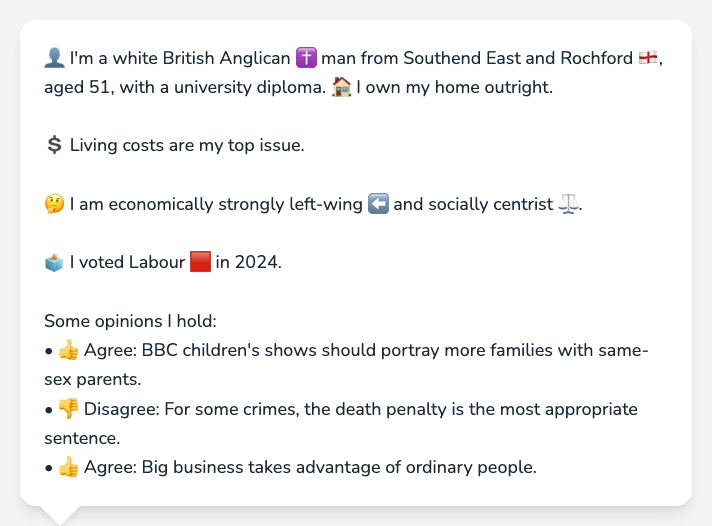 👤 I'm a white British Anglican ✝️ man from Southend East and Rochford 🏴󠁧󠁢󠁥󠁮󠁧󠁿,
aged 51, with a university diploma. 🏠 I own my home outright.
💲 Living costs are my top issue.
🤔 I am economically strongly left-wing ⬅️ and socially centrist ⚖️.
🗳️ I voted Labour 🟥 in 2024.
Some opinions I hold:
• 👍 Agree: BBC children's shows should portray more families with same-
sex parents.
• 👎 Disagree: For some crimes, the death penalty is the most appropriate
sentence.
• 👍 Agree: Big business takes advantage of ordinary people.